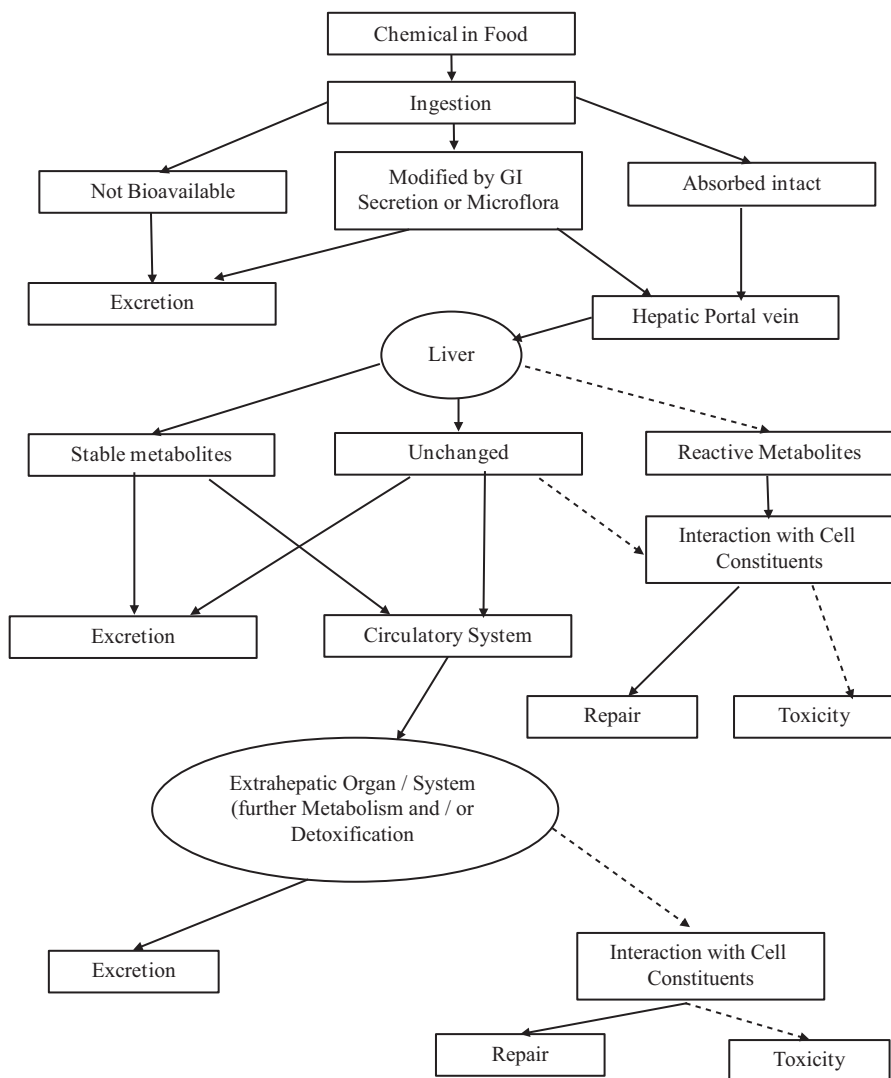 Chemical in Food
Ingestion
Not Bioavailable
Modified by GI
Secretion or Microflora
Absorbed intact
Excretion
Hepatic Portal vein
Liver
Stable metabolites
Unchanged
Reactive Metabolites
Interaction with Cell
Constituents
Excretion
Circulatory System
Repair
Toxicity
Extrahepatic Organ / System
(further Metabolism and / or
Detoxification
Excretion
Interaction with Cell
Constituents
Repair
Toxicity